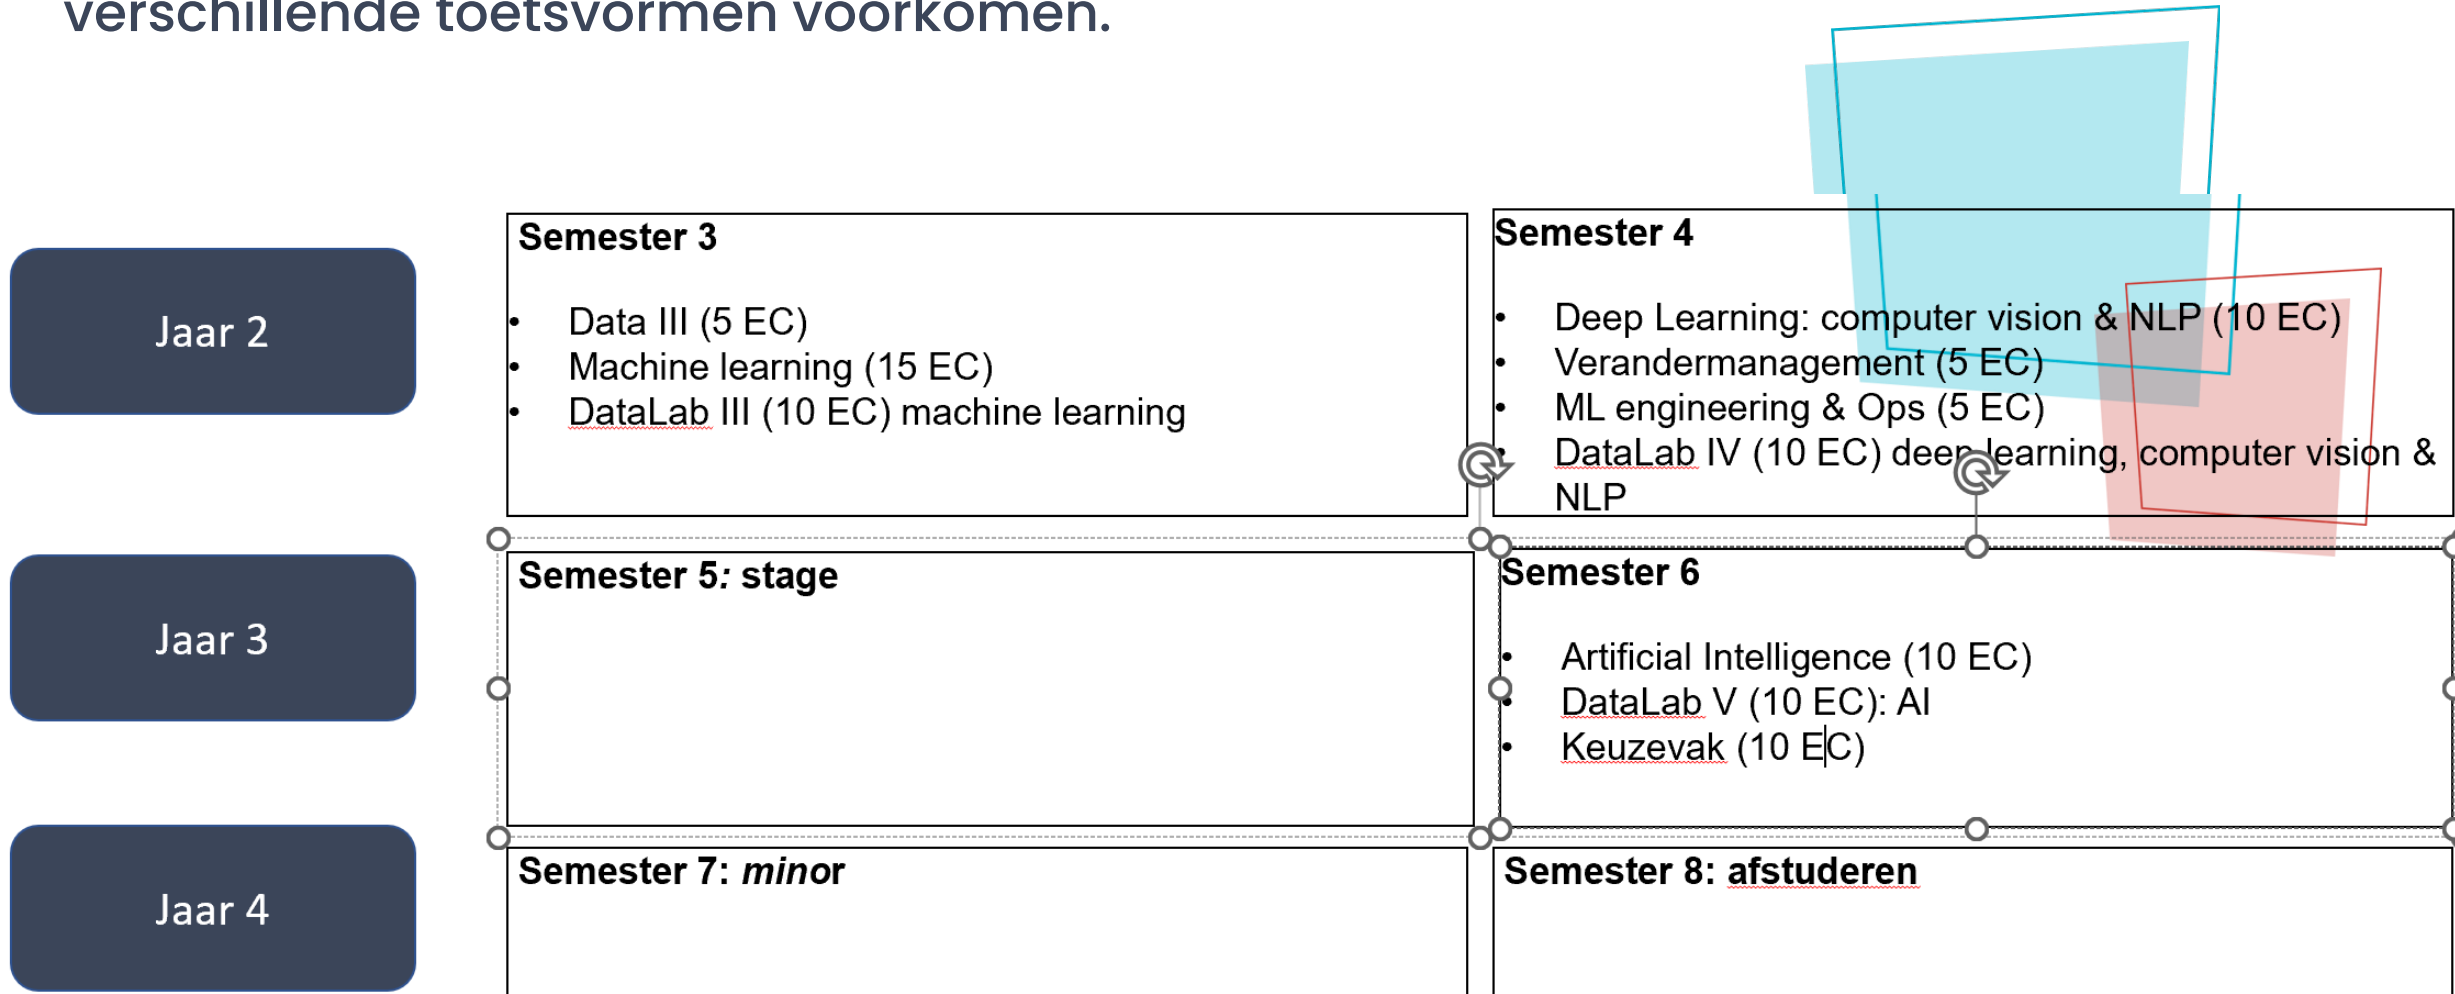 verschillende toetsvormen voorkomen.
Jaar 2
Semester 3
• Data III (5 EC)
• Machine learning (15 EC)
• DataLab III (10 EC) machine learning
Semester 4
• Deep Learning: computer vision & NLP (10 EC)
• Verandermanagement (5 EC)
• ML engineering & Ops (5 EC)
• DataLab IV (10 EC) deep learning, computer vision &
NLP
Jaar 3
Semester 5: stage
Semester 6
• Artificial Intelligence (10 EC)
• DataLab V (10 EC): AI
• Keuzevak (10 EC)
Jaar 4
Semester 7: minor
Semester 8: afstuderen